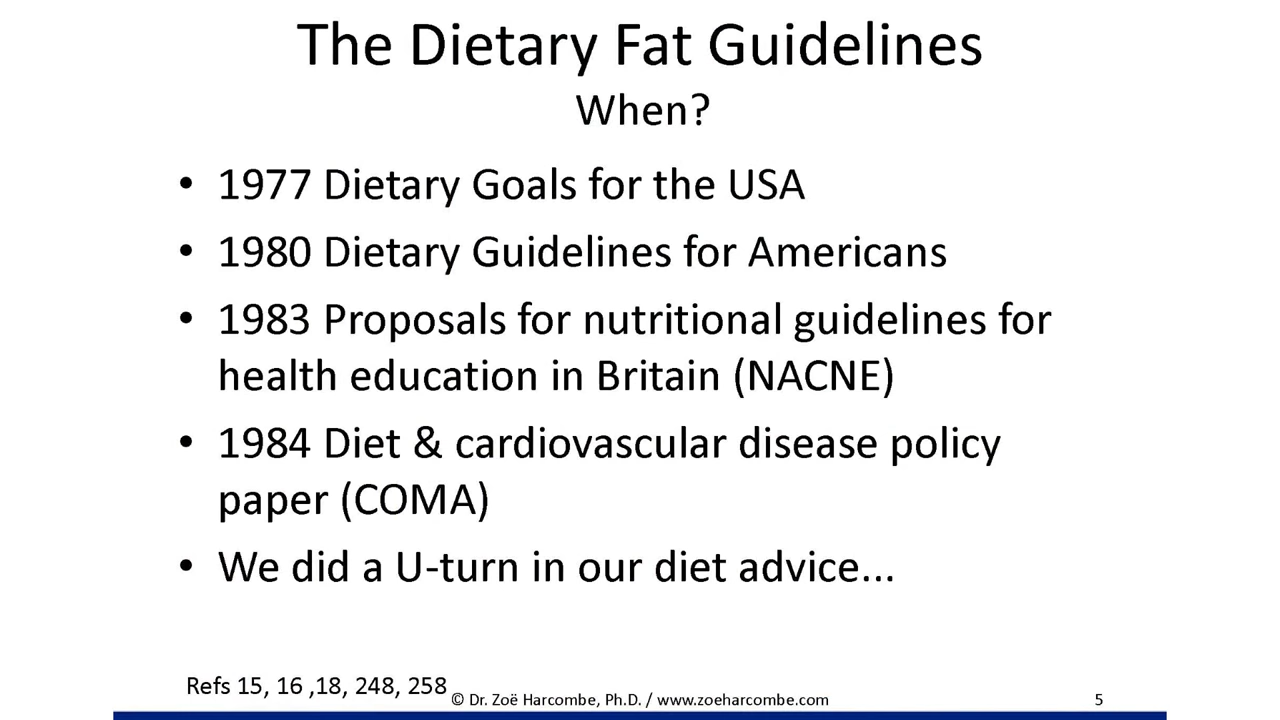 The Dietary Fat Guidelines
When?
• 1977 Dietary Goals for the USA
• 1980 Dietary Guidelines for Americans
• 1983 Proposals for nutritional guidelines for
health education in Britain (NACNE)
• 1984 Diet & cardiovascular disease policy
paper (COMA)
• We did a U-turn in our diet advice...
Refs 15, 16 ,18, 248, 258
© Dr. Zoë Harcombe, Ph.D. / www.zoeharcombe.com
5